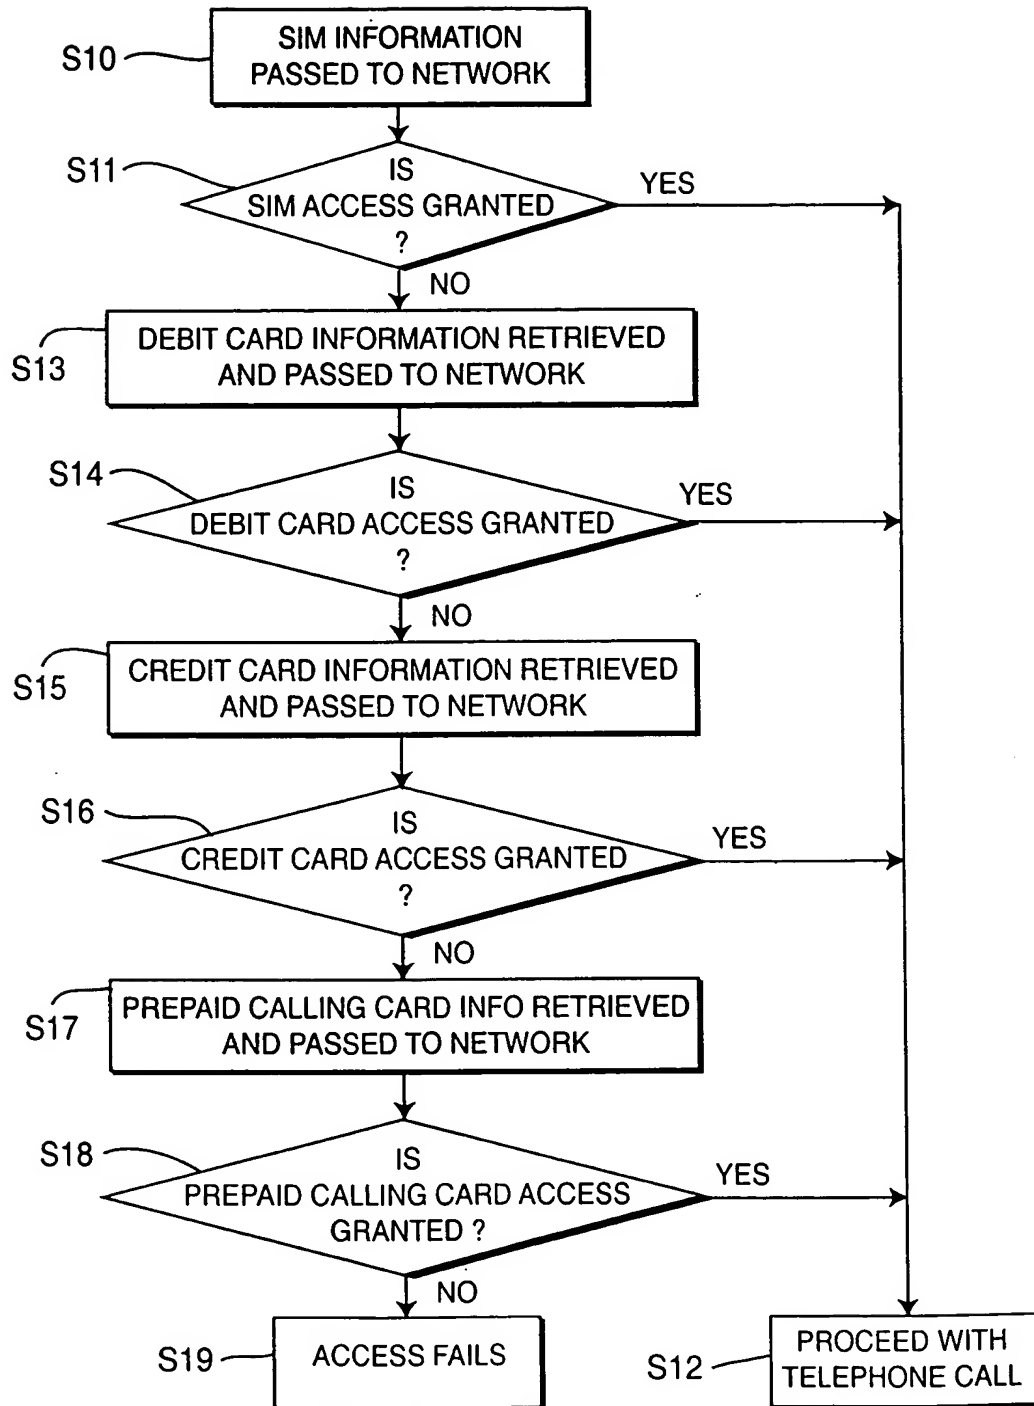 S10
SIM INFORMATION
PASSED TO NETWORK
S11
IS
SIM ACCESS GRANTED
?
YES
NO
S13
DEBIT CARD INFORMATION RETRIEVED
AND PASSED TO NETWORK
S14
IS
DEBIT CARD ACCESS GRANTED
?
YES
NO
S15
CREDIT CARD INFORMATION RETRIEVED
AND PASSED TO NETWORK
S16
IS
CREDIT CARD ACCESS GRANTED
?
YES
NO
S17
PREPAID CALLING CARD INFO RETRIEVED
AND PASSED TO NETWORK
S18
IS
PREPAID CALLING CARD ACCESS
GRANTED ?
YES
NO
S19
ACCESS FAILS
S12
PROCEED WITH
TELEPHONE CALL